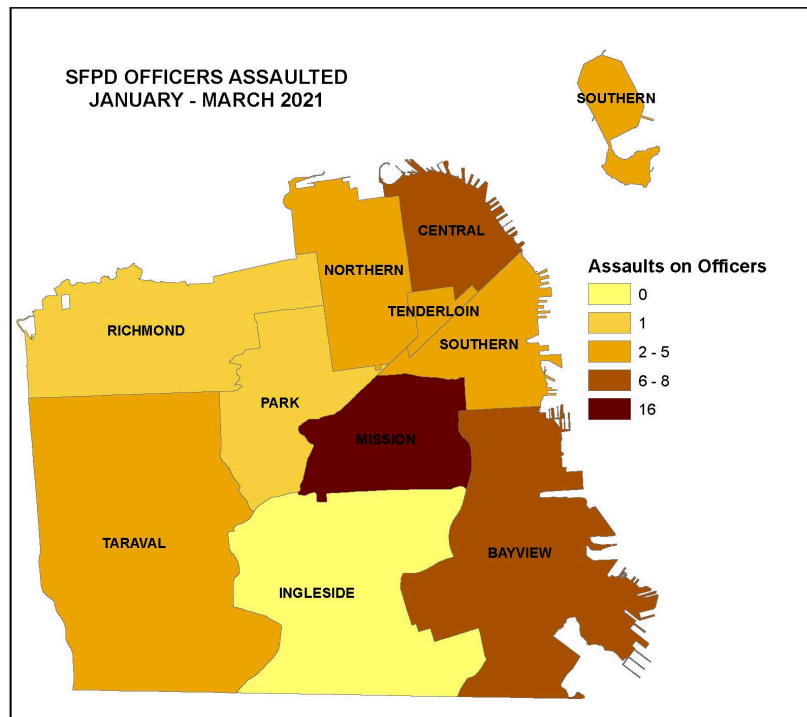 SFPD OFFICERS ASSAULTED
JANUARY - MARCH 2021
SOUTHERN
CENTRAL
NORTHERN
TENDERLOIN
RICHMOND
SOUTHERN
PARK
MISSION
TARAVAL
BAYVIEW
INGLESIDE
Assaults on Officers
0
1
2 - 5
6 - 8
16